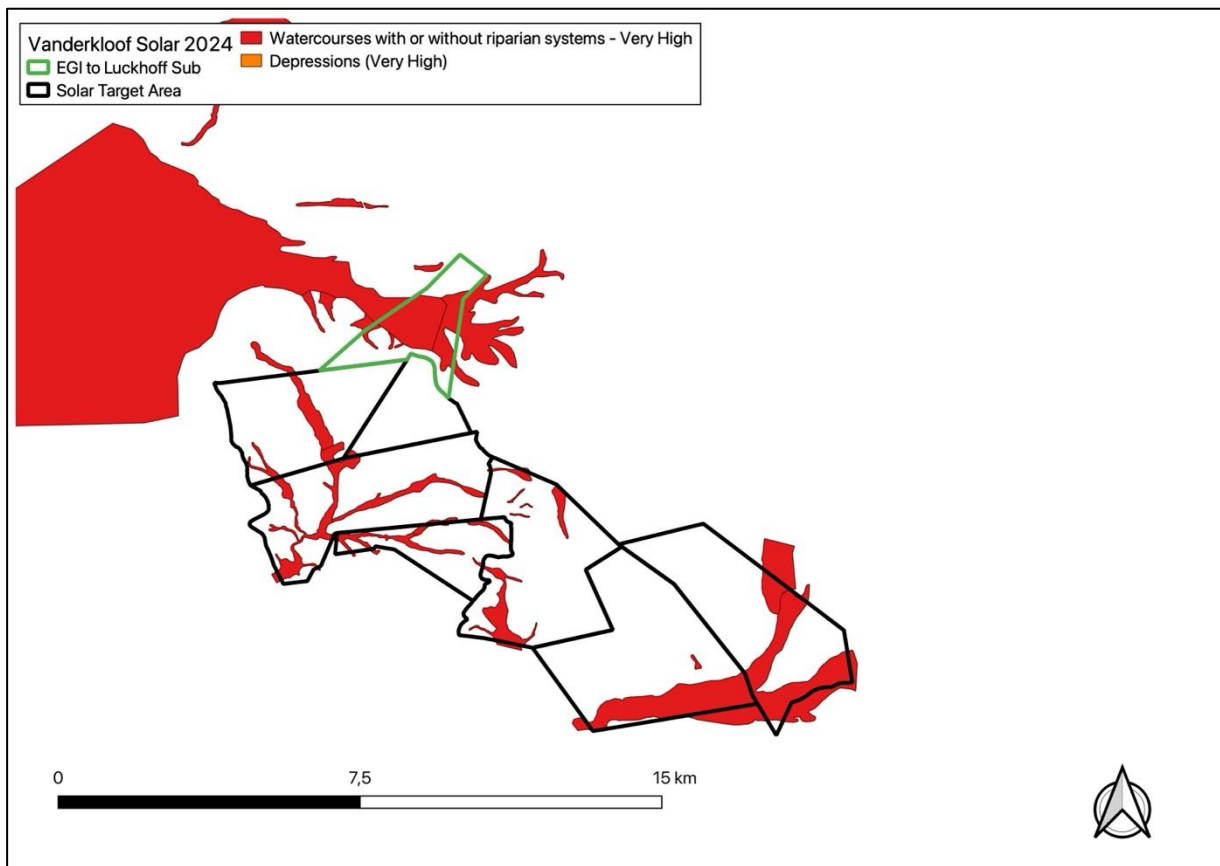 Vanderkloof Solar 2024
EGI to Luckhoff Sub
Solar Target Area
Watercourses with or without riparian systems - Very High
Depressions (Very High)
0 7,5 15 km